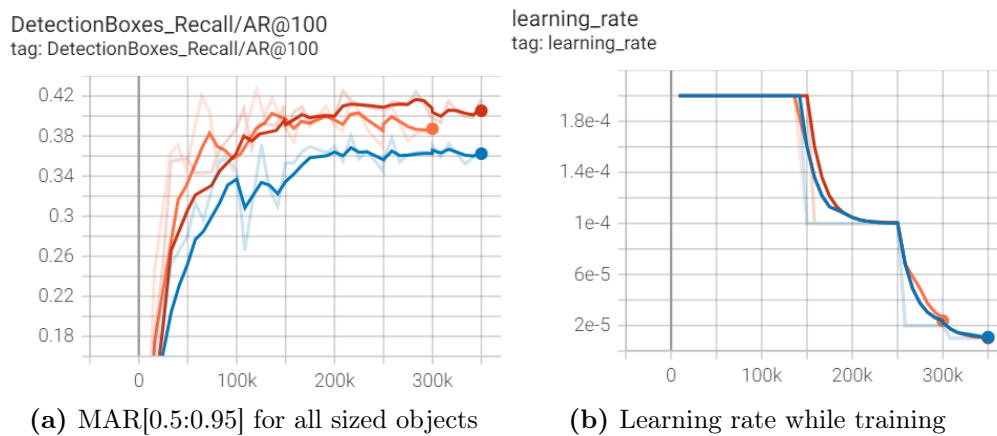 DetectionBoxes_Recall/AR@100
tag: DetectionBoxes_Recall/AR@100
0.42
0.38
0.34
0.3
0.26
0.22
0.18
0 100k 200k 300k
(a) MAR[0.5:0.95] for all sized objects
learning_rate
tag: learning_rate
1.8e-4
1.4e-4
1e-4
6e-5
2e-5
0 100k 200k 300k
(b) Learning rate while training